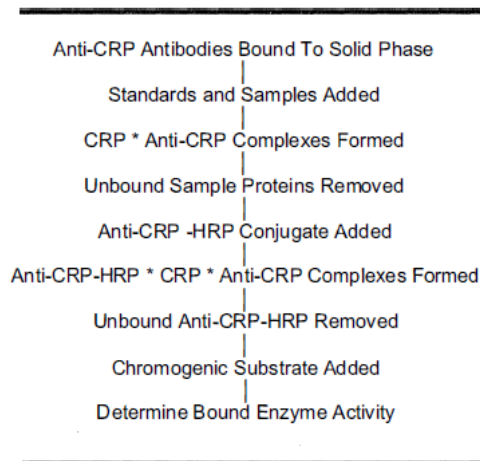 Anti-CRP Antibodies Bound To Solid Phase
Standards and Samples Added
CRP * Anti-CRP Complexes Formed
Unbound Sample Proteins Removed
Anti-CRP -HRP Conjugate Added
Anti-CRP-HRP * CRP * Anti-CRP Complexes Formed
Unbound Anti-CRP-HRP Removed
Chromogenic Substrate Added
Determine Bound Enzyme Activity